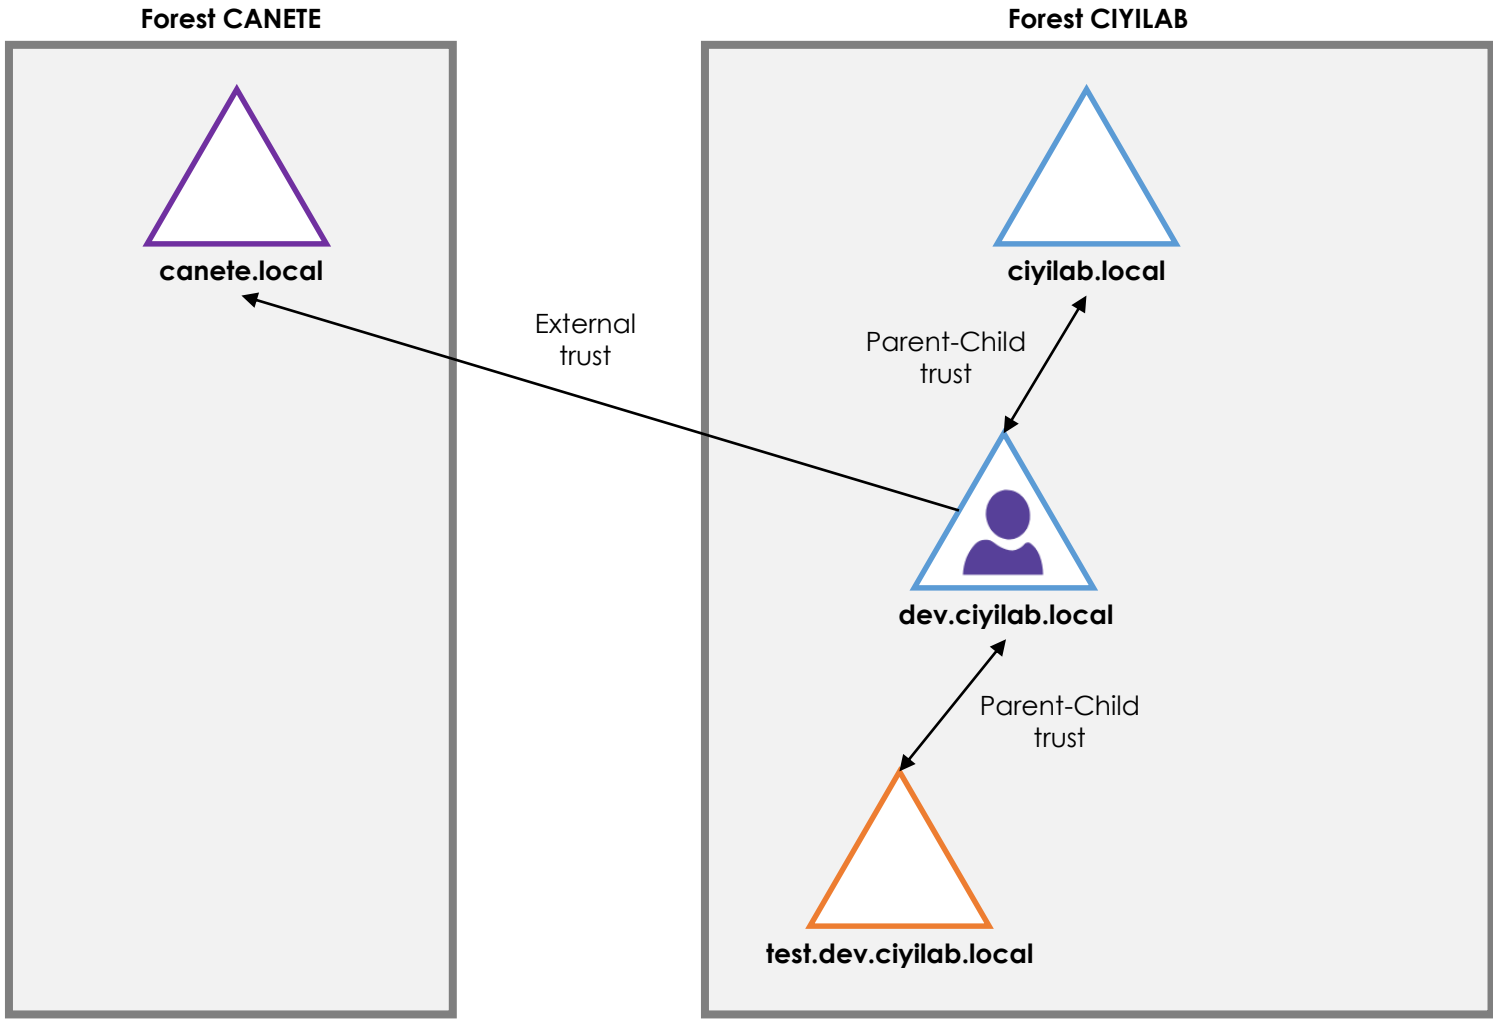 Forest CANETE
Forest CIYILAB
canete.local
ciyilab.local
External
trust
Parent-Child
trust
dev.ciyilab.local
Parent-Child
trust
test.dev.ciyilab.local